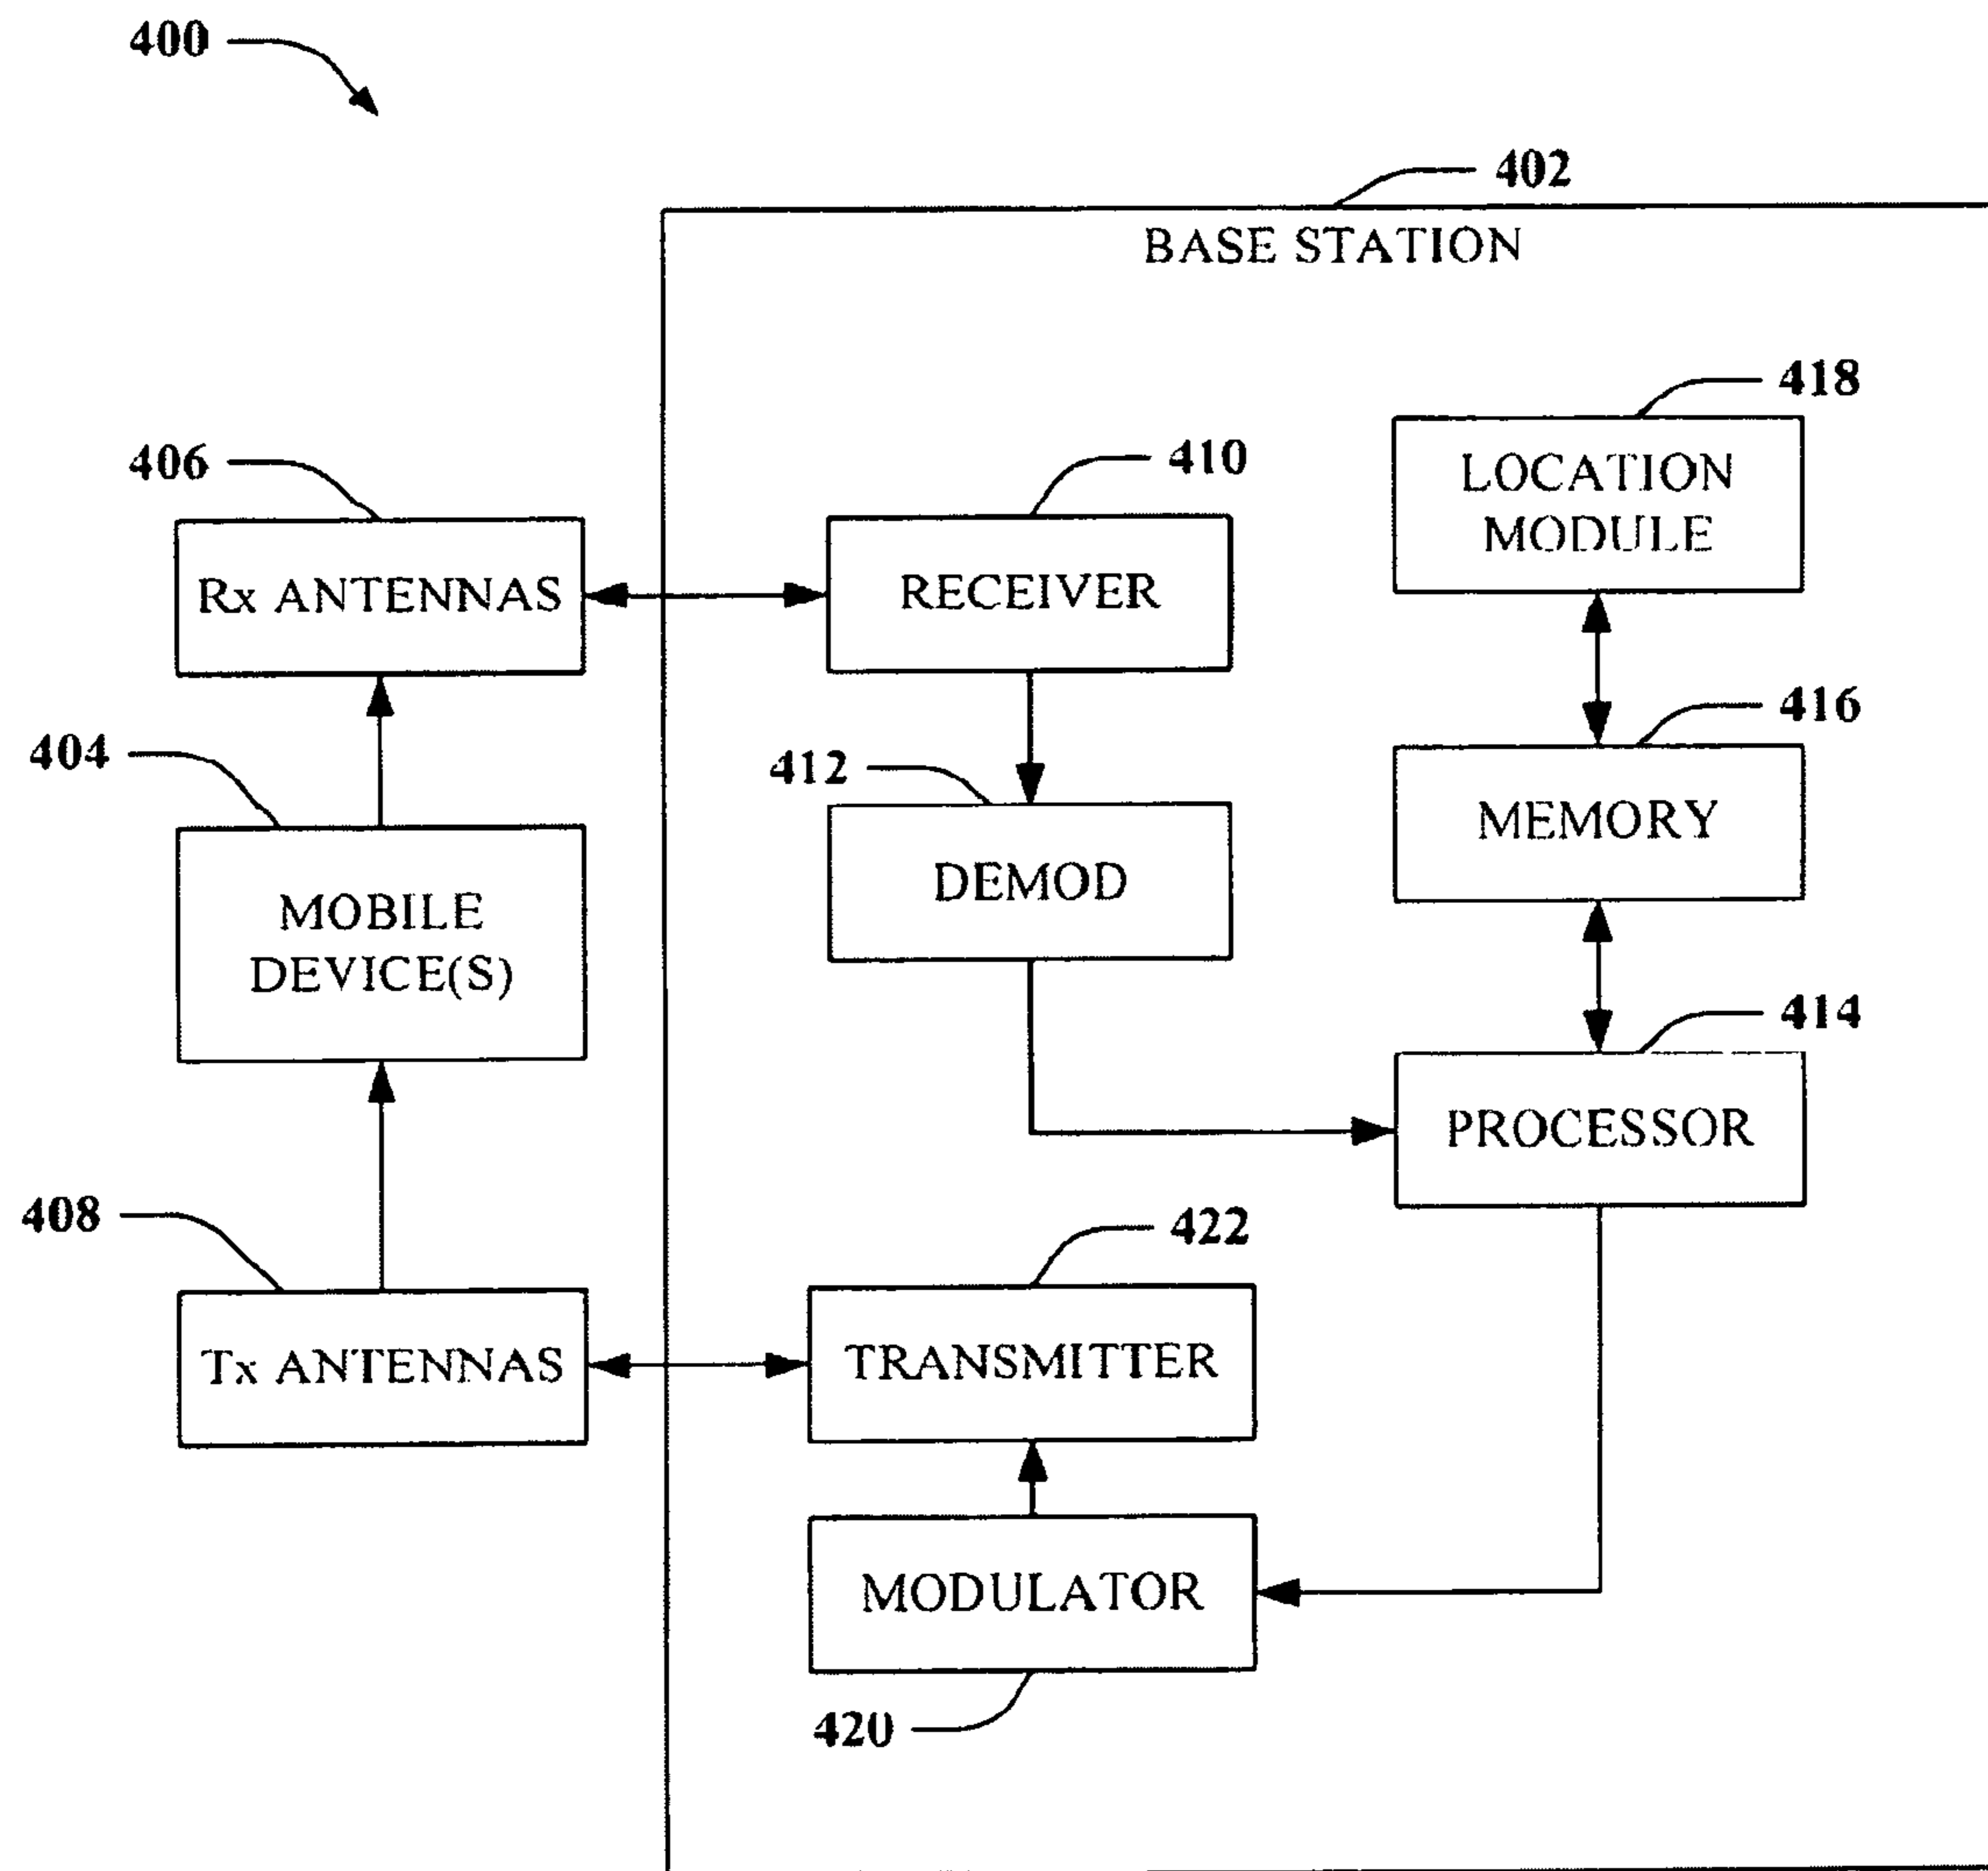 400
402
BASE STATION
418
LOCATION
MODULE
406
410
Rx ANTENNAS
RECEIVER
404
412
416
MEMORY
DEMOD
MOBILE
DEVICE(S)
414
PROCESSOR
408
422
Tx ANTENNAS
TRANSMITTER
MODULATOR
420